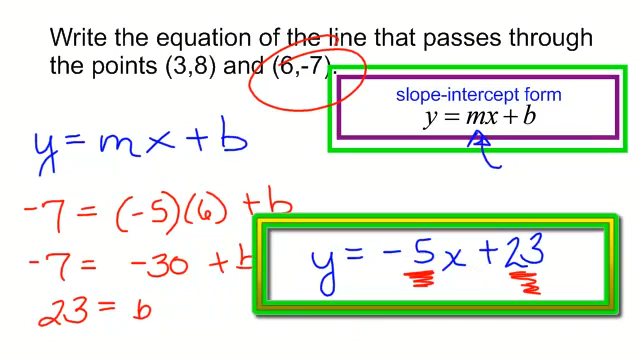 Write the equation of the line that passes through
the points (3,8) and (6,-7).
slope-intercept form
y = mx + b
y = mx + b
-7 = (-5)(6) + b
-7 = -30 + b
23 = b
y = -5x + 23